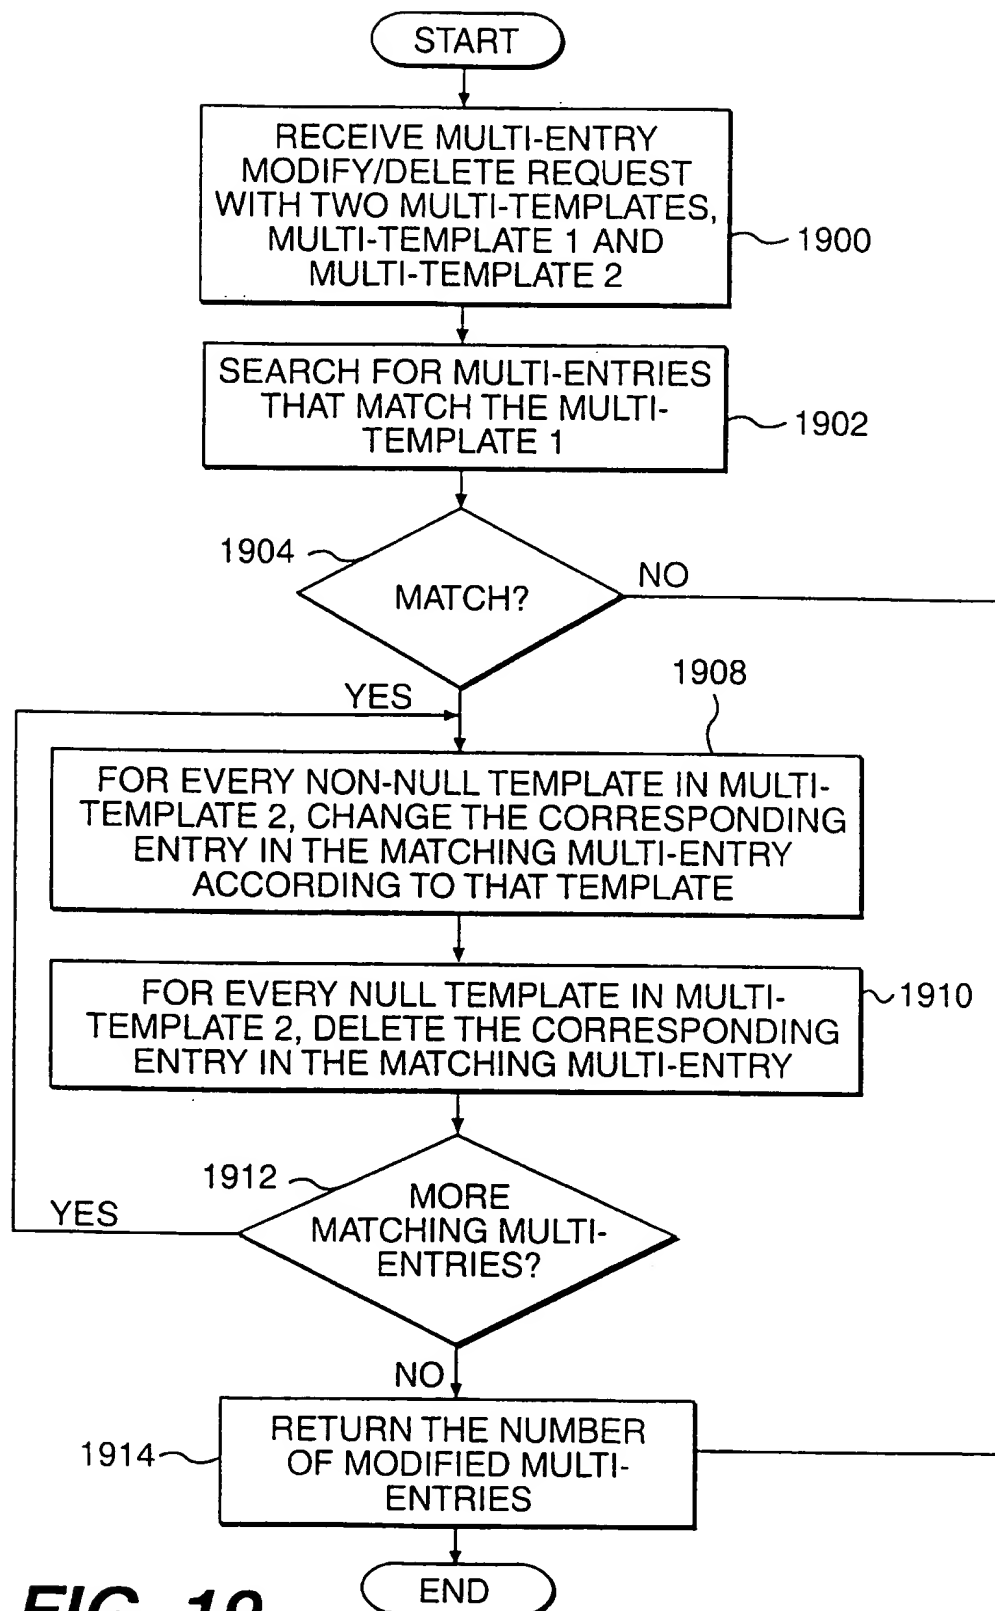 START
RECEIVE MULTI-ENTRY
MODIFY/DELETE REQUEST
WITH TWO MULTI-TEMPLATES,
MULTI-TEMPLATE 1 AND
MULTI-TEMPLATE 2
1900
SEARCH FOR MULTI-ENTRIES
THAT MATCH THE MULTI-
TEMPLATE 1
1902
1904
MATCH?
NO
YES
1908
FOR EVERY NON-NULL TEMPLATE IN MULTI-
TEMPLATE 2, CHANGE THE CORRESPONDING
ENTRY IN THE MATCHING MULTI-ENTRY
ACCORDING TO THAT TEMPLATE
FOR EVERY NULL TEMPLATE IN MULTI-
TEMPLATE 2, DELETE THE CORRESPONDING
ENTRY IN THE MATCHING MULTI-ENTRY
1910
1912
MORE
MATCHING MULTI-
ENTRIES?
YES
NO
RETURN THE NUMBER
OF MODIFIED MULTI-
ENTRIES
1914
END
FIG. 19